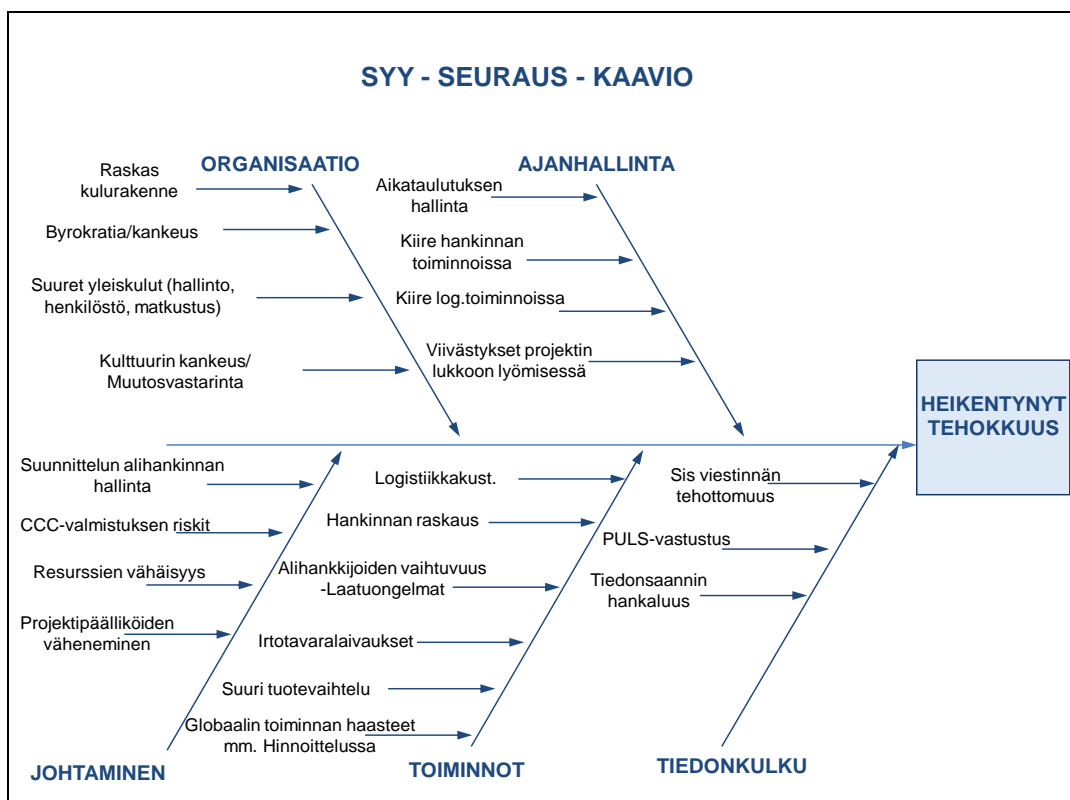 SYY - SEURAUS - KAAVIO
ORGANISAATIO
Raskas
kulurakenne
Byrokratia/kankeus
Suuret yleiskulut (hallinto,
henkilöstö, matkustus)
Kulttuurin kankeus/
Muutosvastarinta
AJANHALLINTA
Aikataulutuksen
hallinta
Kiire hankinnan
toiminnoissa
Kiire log.toiminnoissa
Viivästykset projektin
lukkoon lyömisessä
HEIKENTYNYT
TEHOKKUUS
Suunnittelun alihankinnan
hallinta
CCC-valmistuksen riskit
Resurssien vähäisyys
Projektipäälliköiden
väheneminen
JOHTAMINEN
Logistiikkakust.
Hankinnan raskaus
Alihankkijoiden vaihtuvuus
-Laatuongelmat
Irtotavaralaivaukset
Suuri tuotevaihtelu
Globaalin toiminnan haasteet
mm. Hinnoittelussa
TOIMINNOT
Sis viestinnän
tehottomuus
PULS-vastustus
Tiedonsaannin
hankaluus
TIEDONKULKU